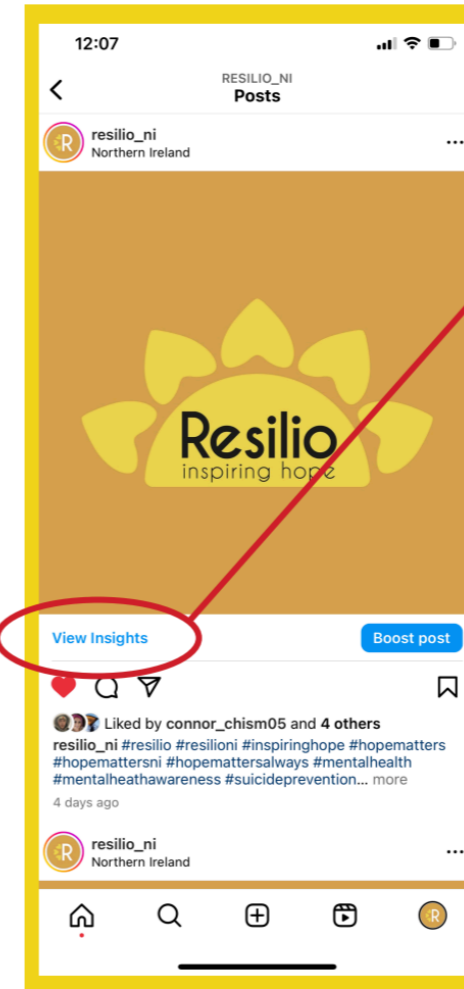 12:07
RESILIO_NI
Posts
resilio_ni
Northern Ireland
Resilio
inspiring hope
View Insights
Boost post
Liked by connor_chism05 and 4 others
resilio_ni #resilio #resilioni #inspiringhope #hopematters
#hopemattersni #hopemattersalways #mentalhealth
#mentalheathawareness #suicideprevention... more
4 days ago
resilio_ni
Northern Ireland